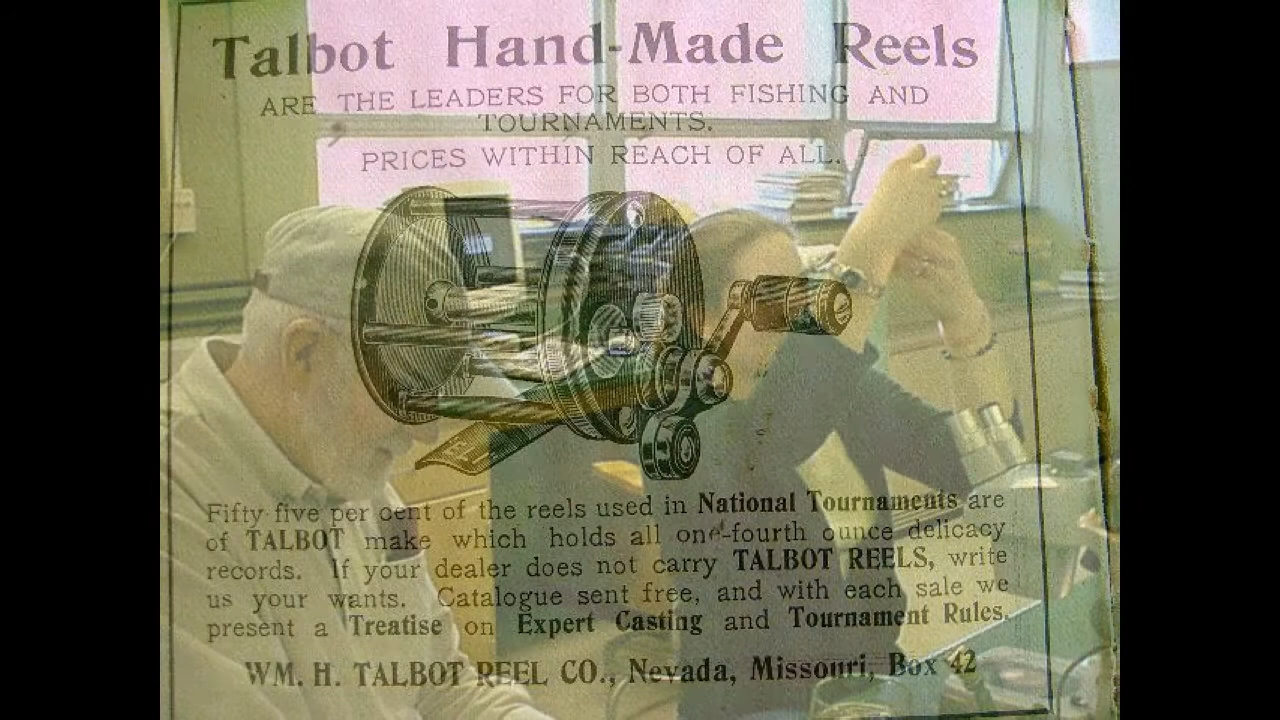 Talbot Hand-Made Reels
ARE THE LEADERS FOR BOTH FISHING AND
TOURNAMENTS.
PRICES WITHIN REACH OF ALL.
Fifty-five per cent of the reels used in National Tournaments are
of TALBOT make which holds all one-fourth ounce delicacy
records. If your dealer does not carry TALBOT REELS, write
us your wants. Catalogue sent free, and with each sale we
present a Treatise on Expert Casting and Tournament Rules.
WM. H. TALBOT REEL CO., Nevada, Missouri, Box 42